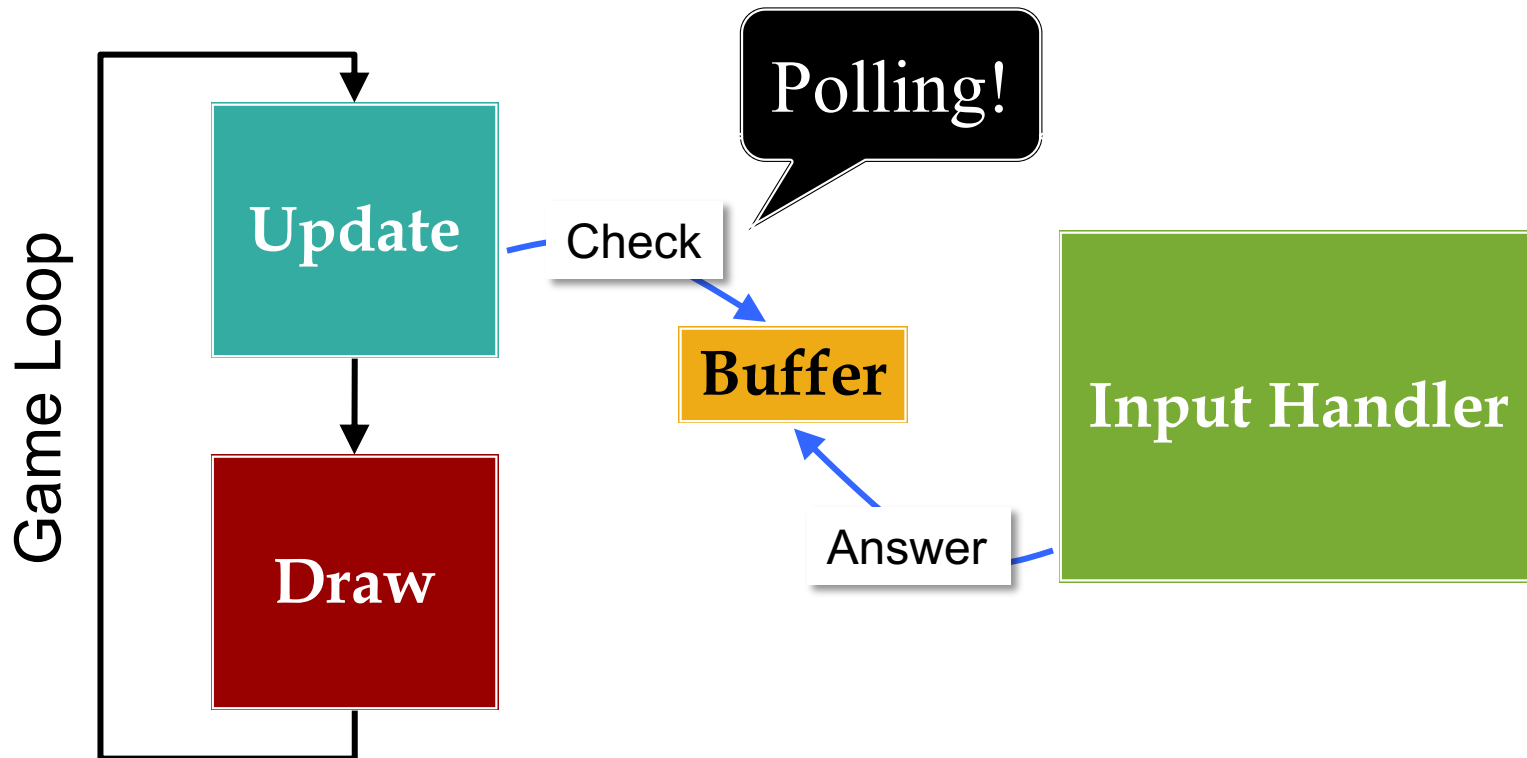 Polling!
Update
Check
Game Loop
Buffer
Input Handler
Answer
Draw